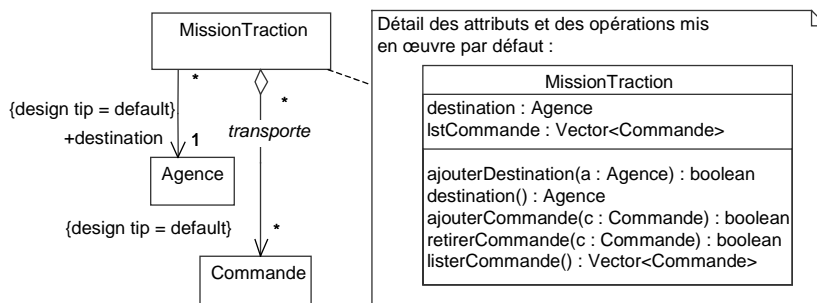 MissionTraction
*
*
{design tip = default}
+destination
1
transporte
Agence
{design tip = default}
*
Commande
Détail des attributs et des opérations mis
en œuvre par défaut :
MissionTraction
destination : Agence
lstCommande : Vector<Commande>
ajouterDestination(a : Agence) : boolean
destination() : Agence
ajouterCommande(c : Commande) : boolean
retirerCommande(c : Commande) : boolean
listerCommande() : Vector<Commande>